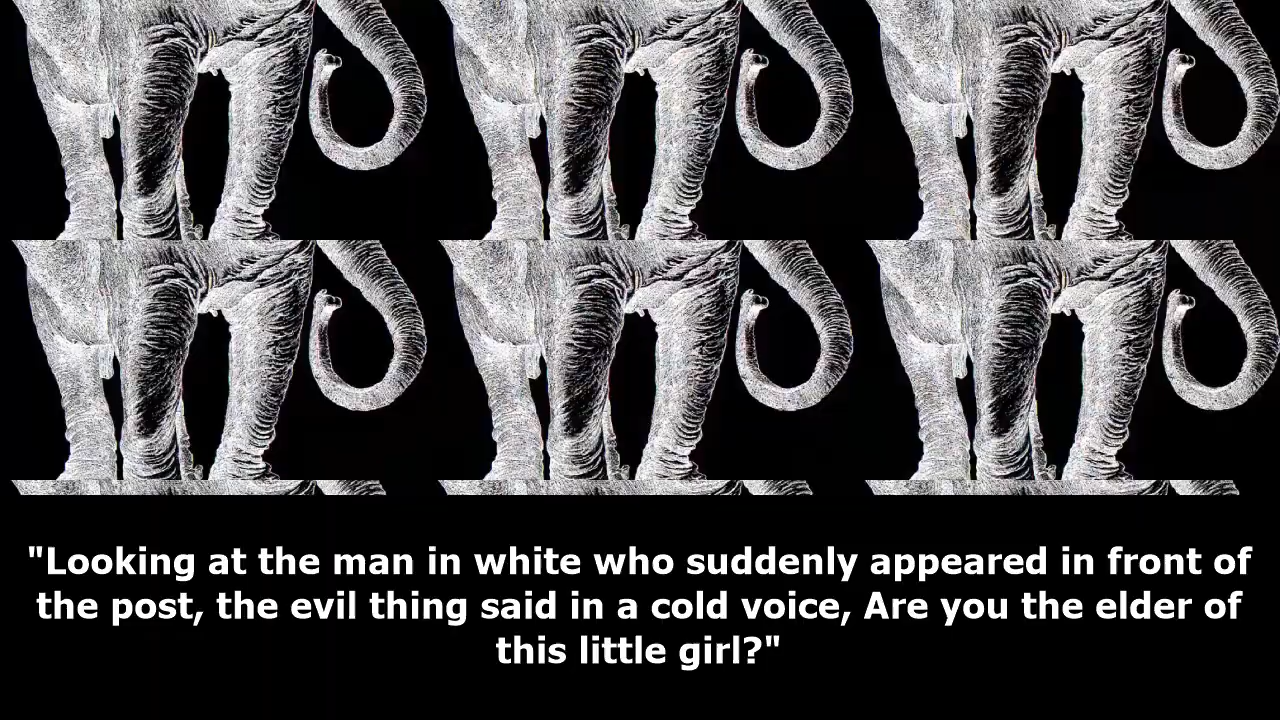 "Looking at the man in white who suddenly appeared in front of
the post, the evil thing said in a cold voice, Are you the elder of
this little girl?"